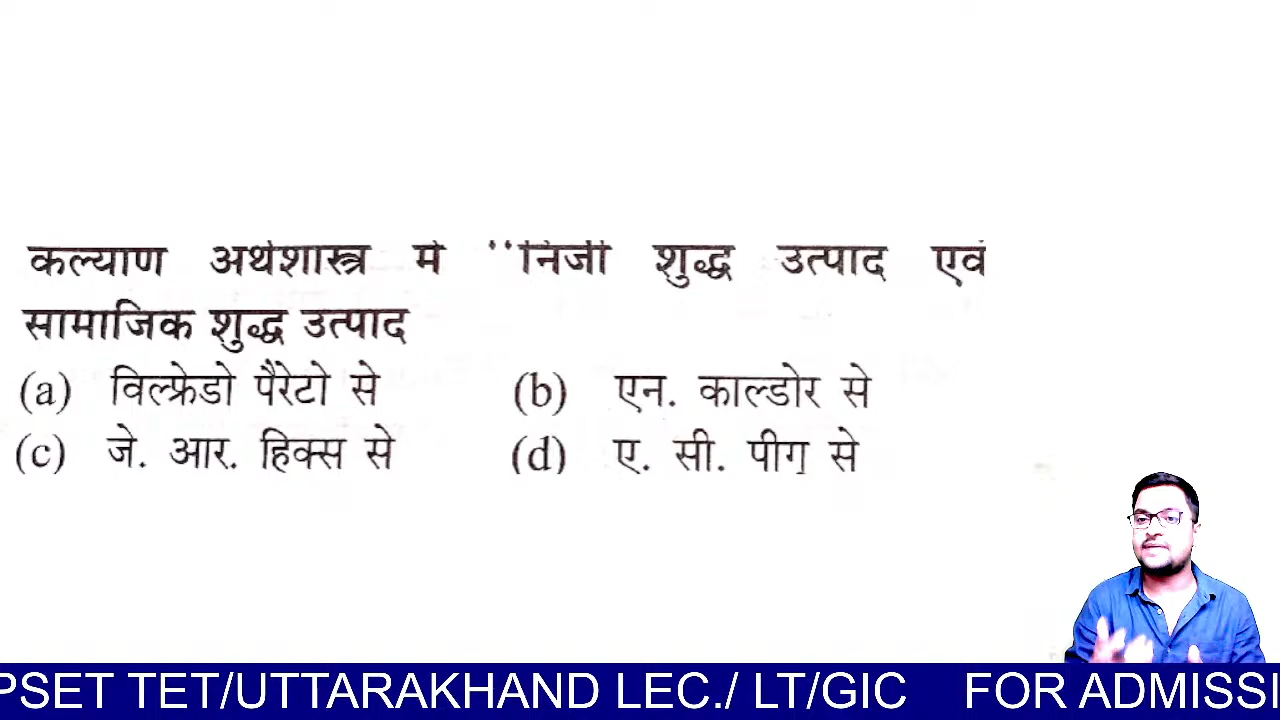 कल्याण अर्थशास्त्र में "निजी शुद्ध उत्पाद एवं
सामाजिक शुद्ध उत्पाद
(a) विल्फ्रेडो पैरेटो से (b) एन. काल्डोर से
(c) जे. आर. हिक्स से (d) ए. सी. पीगू से
PSET TET/UTTARAKHAND LEC./ LT/GIC FOR ADMISSI